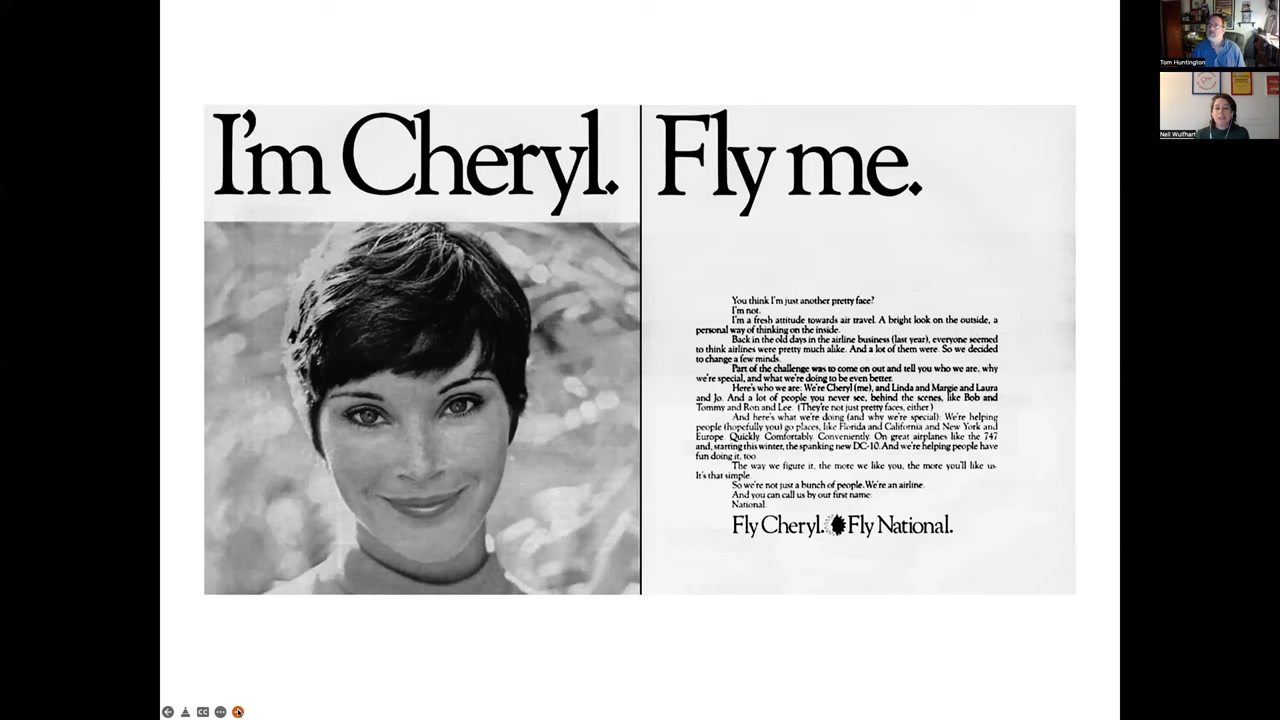 I'm Cheryl. Fly me.
You think I'm just another pretty face?
I'm not.
I'm a fresh attitude towards air travel. A bright look on the outside, a
personal way of thinking on the inside.
Back in the old days in the airline business (last year), everyone seemed
to think airlines were pretty much alike. And a lot of them were. So we decided
to change a few minds.
Part of the challenge was to come on out and tell you who we are, why
we're special, and what we're doing to be even better.
Here's who we are: We're Cheryl (me), and Linda and Margie and Laura
and Jo. And a lot of people you never see, behind the scenes, like Bob and
Tommy and Ron and Lee. (They're not just pretty faces, either.)
And here's what we're doing (and why we're special): We're helping
people (hopefully you) go places, like Florida and California and New York and
Europe. Quickly. Comfortably. Conveniently. On great airplanes like the 747
and, starting this winter, the spanking new DC-10. And we're helping people have
fun doing it, too.
The way we figure it, the more we like you, the more you'll like us.
It's that simple.
So we're not just a bunch of people. We're an airline.
And you can call us by our first name:
National.
Fly Cheryl. Fly National.
Tom Huntington
Nell Wulfhart
CC